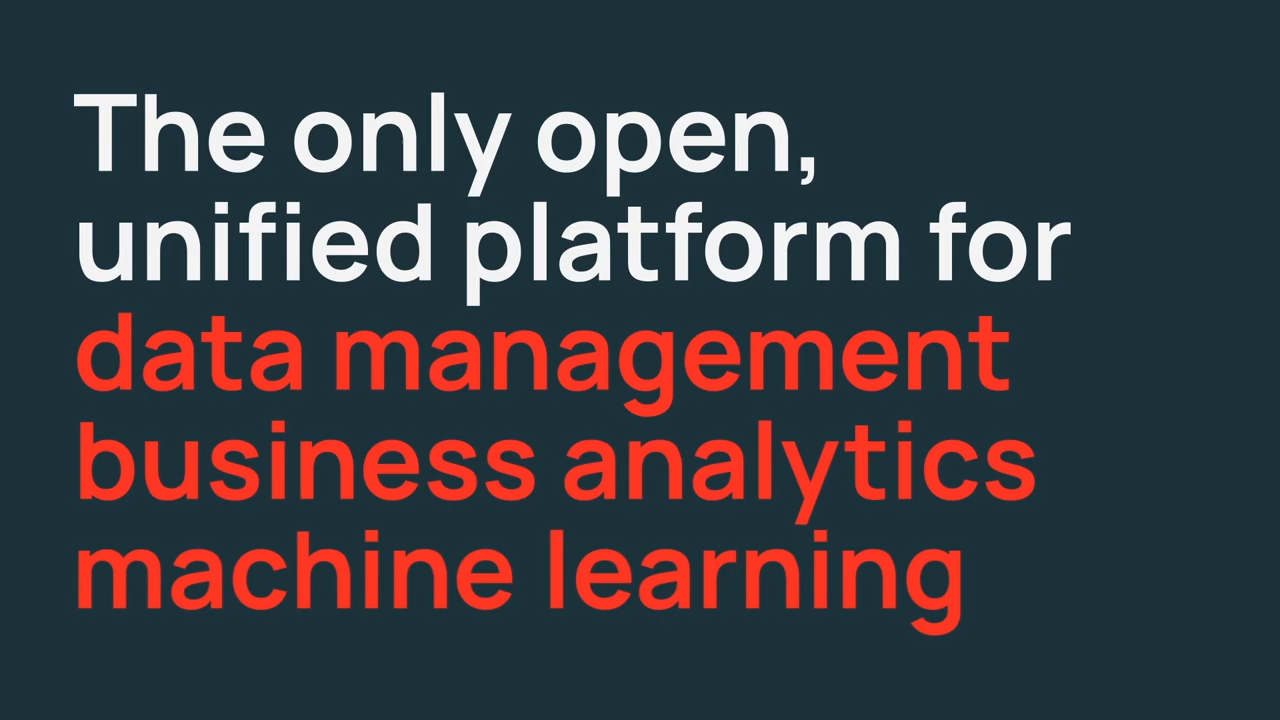 The only open,
unified platform for
data management
business analytics
machine learning